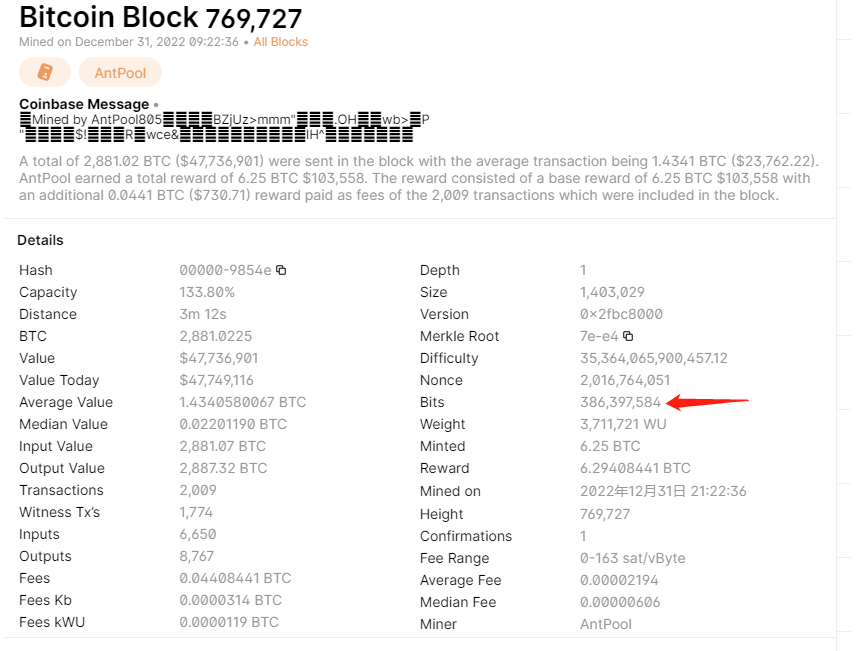 Bitcoin Block 769,727
Mined on December 31, 2022 09:22:36 • All Blocks
AntPool
Coinbase Message •
Mined by AntPool805 BZjUz>mmm" .OH wb> P
" $! R wce& IH^
A total of 2,881.02 BTC ($47,736,901) were sent in the block with the average transaction being 1.4341 BTC ($23,762.22).
AntPool earned a total reward of 6.25 BTC $103,558. The reward consisted of a base reward of 6.25 BTC $103,558 with
an additional 0.0441 BTC ($730.71) reward paid as fees of the 2,009 transactions which were included in the block.
Details
Hash 00000-9854e
Capacity 133.80%
Distance 3m 12s
BTC 2,881.0225
Value $47,736,901
Value Today $47,749,116
Average Value 1.4340580067 BTC
Median Value 0.02201190 BTC
Input Value 2,881.07 BTC
Output Value 2,887.32 BTC
Transactions 2,009
Witness Tx's 1,774
Inputs 6,650
Outputs 8,767
Fees 0.04408441 BTC
Fees Kb 0.0000314 BTC
Fees kWU 0.0000119 BTC
Depth 1
Size 1,403,029
Version 0×2fbc8000
Merkle Root 7e-e4
Difficulty 35,364,065,900,457.12
Nonce 2,016,764,051
Bits 386,397,584
Weight 3,711,721 WU
Minted 6.25 BTC
Reward 6.29408441 BTC
Mined on 2022年12月31日 21:22:36
Height 769,727
Confirmations 1
Fee Range 0-163 sat/vByte
Average Fee 0.00002194
Median Fee 0.00000606
Miner AntPool